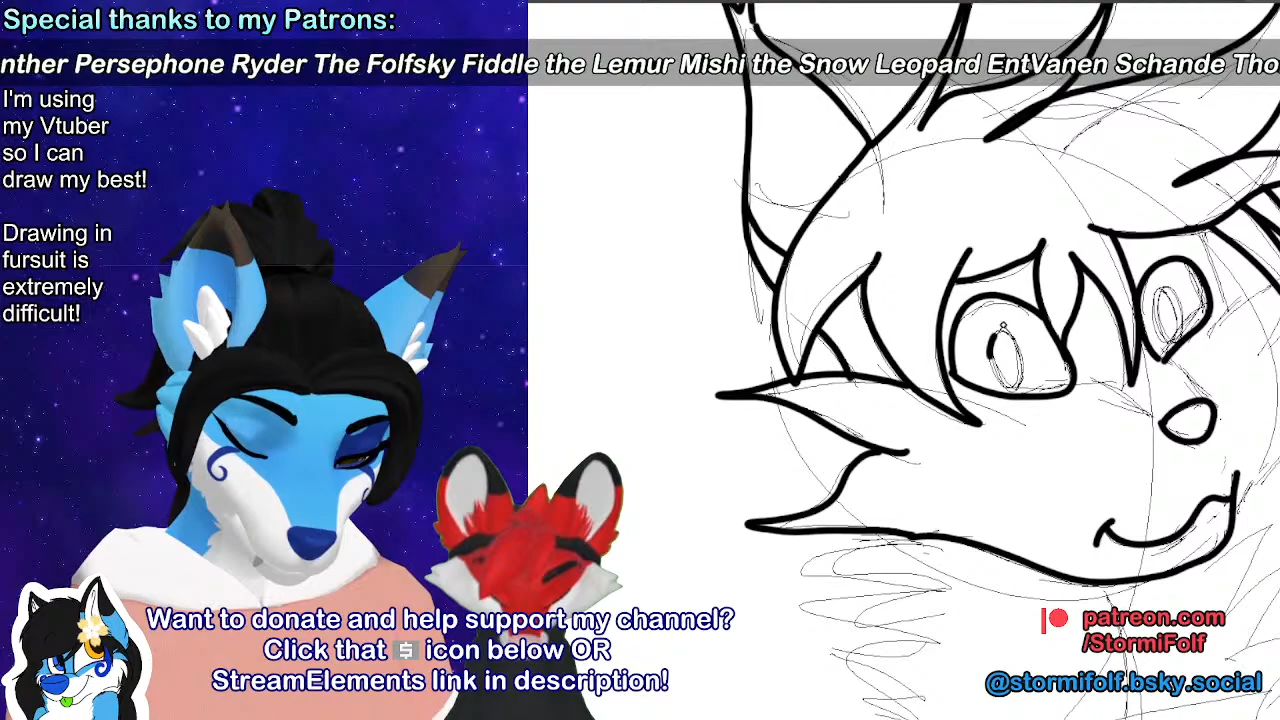 Special thanks to my Patrons:
nther Persephone Ryder The Folfsky Fiddle the Lemur Mishi the Snow Leopard EntVanen Schande Tho
I'm using
my Vtuber
so I can
draw my best!
Drawing in
fursuit is
extremely
difficult!
Want to donate and help support my channel?
Click that $ icon below OR
StreamElements link in description!
patreon.com
/StormiFolf
@stormifolf.bsky.social